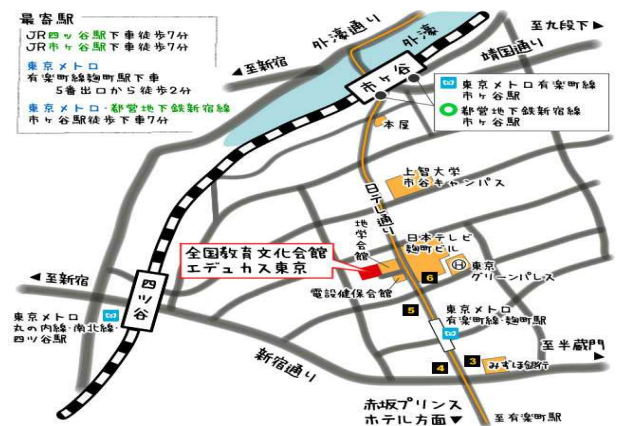 最寄駅
JR四ツ谷駅下車徒歩7分
JR市ヶ谷駅下車徒歩7分
東京メトロ
有楽町線麹町駅下車
5番出口から徒歩2分
東京メトロ・都営地下鉄新宿線
市ヶ谷駅徒歩下車7分
至新宿
外濠通り
外濠
至九段下
靖国通り
市ヶ谷
東京メトロ有楽町線
市ヶ谷駅
都営地下鉄新宿線
市ヶ谷駅
本屋
上智大学
市谷キャンパス
日テレ通り
地学会館
日本テレビ
麹町ビル
全国教育文化会館
エデュカス東京
H
東京
グリーンパレス
6
電設健保会館
至新宿
四ツ谷
東京メトロ
丸の内線・南北線・
四ツ谷駅
5
東京メトロ
有楽町線・麹町駅
新宿通り
至半蔵門
4
3
みずほ銀行
赤坂プリンス
ホテル方面▼
至有楽町駅